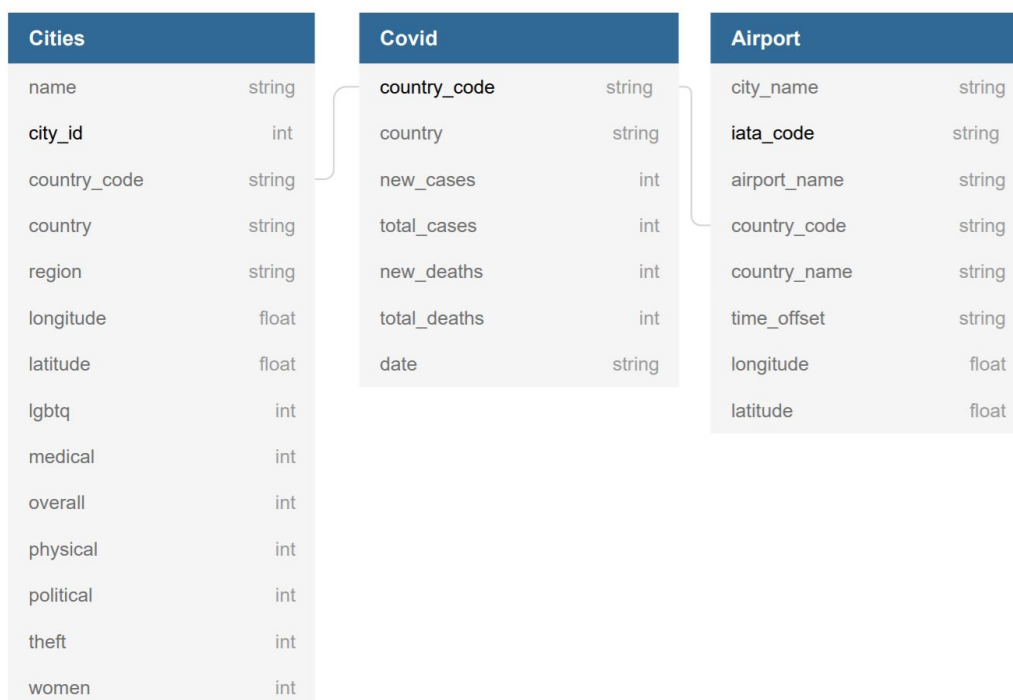 Cities
name string
city_id int
country_code string
country string
region string
longitude float
latitude float
lgbtq int
medical int
overall int
physical int
political int
theft int
women int
Covid
country_code string
country string
new_cases int
total_cases int
new_deaths int
total_deaths int
date string
Airport
city_name string
iata_code string
airport_name string
country_code string
country_name string
time_offset string
longitude float
latitude float